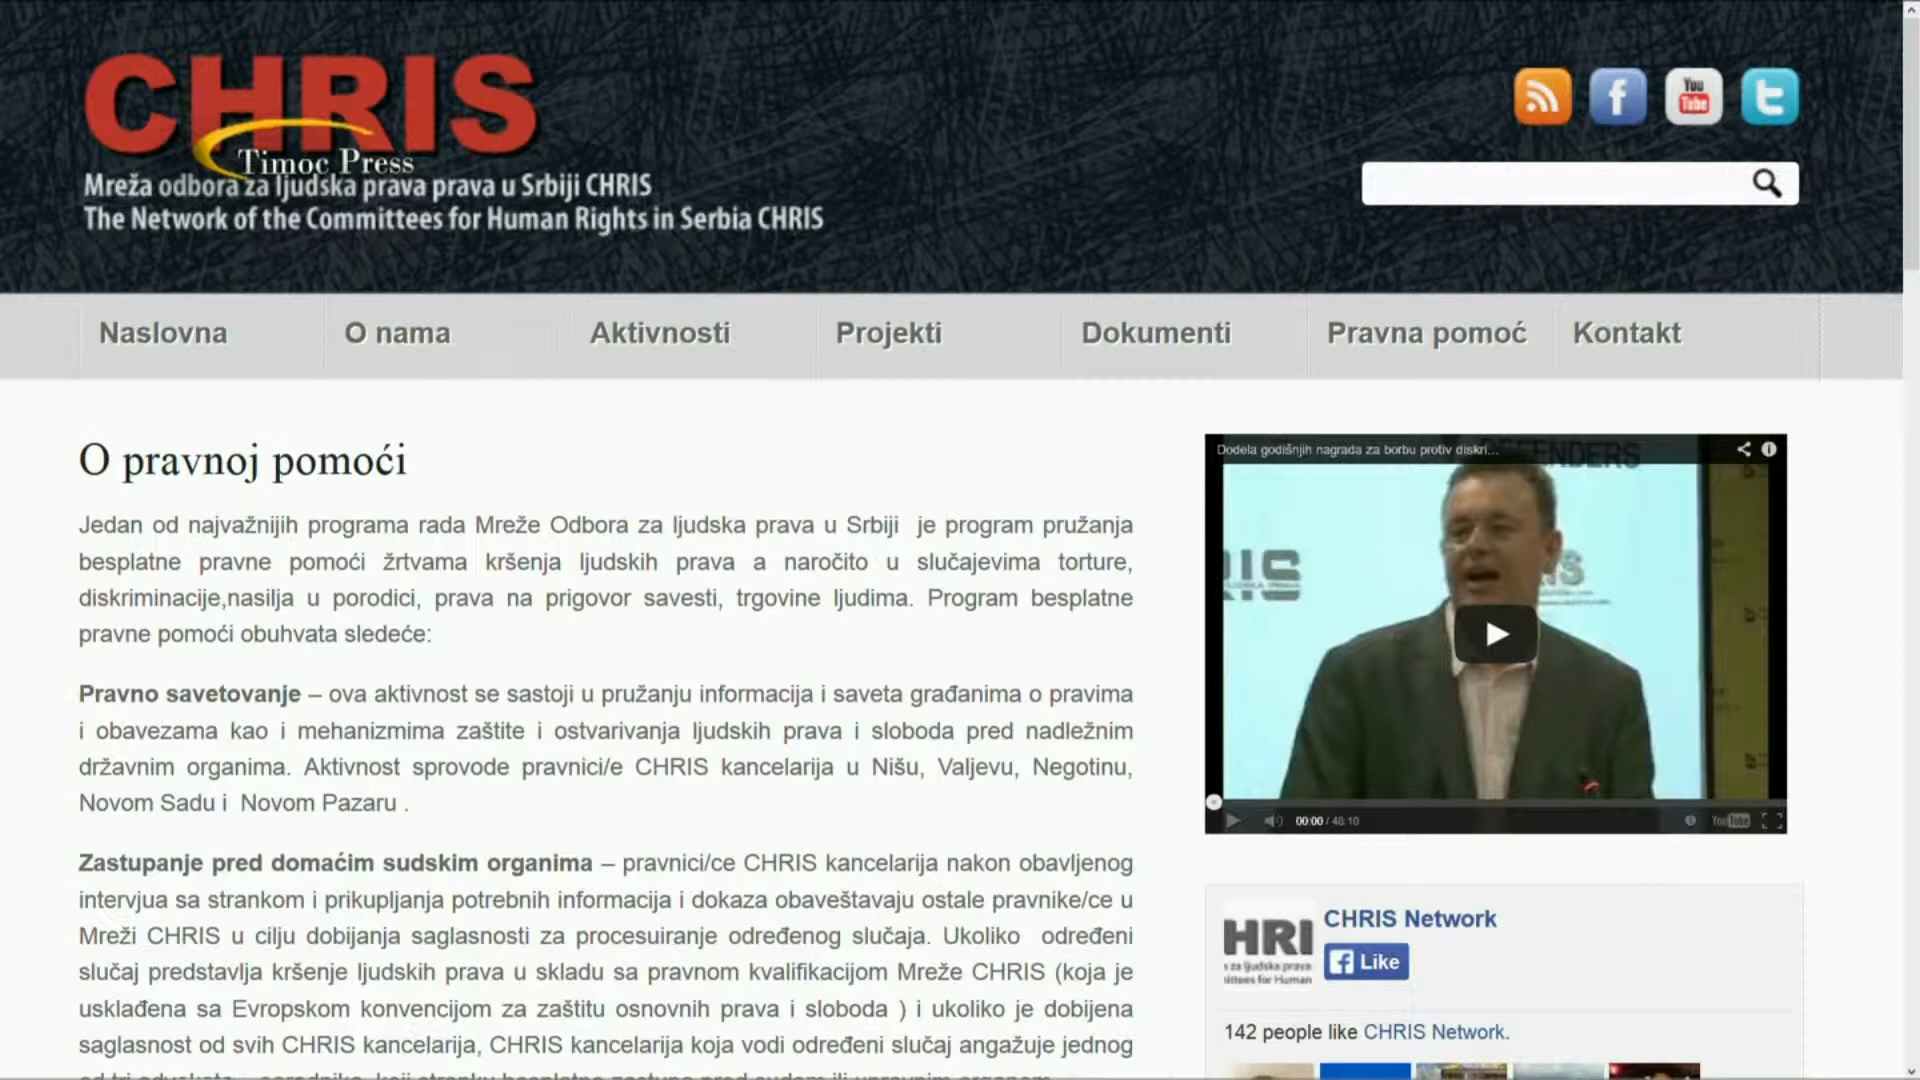 CHRIS
Timoc Press
Mreža odbora za ljudska prava prava u Srbiji CHRIS
The Network of the Committees for Human Rights in Serbia CHRIS
You
Tube
Naslovna
O nama
Aktivnosti
Projekti
Dokumenti
Pravna pomoć
Kontakt
O pravnoj pomoći
Jedan od najvažnijih programa rada Mreže Odbora za ljudska prava u Srbiji je program pružanja
besplatne pravne pomoći žrtvama kršenja ljudskih prava a naročito u slučajevima torture,
diskriminacije,nasilja u porodici, prava na prigovor savesti, trgovine ljudima. Program besplatne
pravne pomoći obuhvata sledeće:
Pravno savetovanje – ova aktivnost se sastoji u pružanju informacija i saveta građanima o pravima
i obavezama kao i mehanizmima zaštite i ostvarivanja ljudskih prava i sloboda pred nadležnim
državnim organima. Aktivnost sprovode pravnici/e CHRIS kancelarija u Nišu, Valjevu, Negotinu,
Novom Sadu i Novom Pazaru .
Zastupanje pred domaćim sudskim organima – pravnici/ce CHRIS kancelarija nakon obavljenog
intervjua sa strankom i prikupljanja potrebnih informacija i dokaza obaveštavaju ostale pravnike/ce u
Mreži CHRIS u cilju dobijanja saglasnosti za procesuiranje određenog slučaja. Ukoliko određeni
slučaj predstavlja kršenje ljudskih prava u skladu sa pravnom kvalifikacijom Mreže CHRIS (koja je
usklađena sa Evropskom konvencijom za zaštitu osnovnih prava i sloboda ) i ukoliko je dobijena
saglasnost od svih CHRIS kancelarija, CHRIS kancelarija koja vodi određeni slučaj angažuje jednog
Dodela godišnjih nagrada za borbu protiv diskri...
00:00 / 48:10
YouTube
CHRIS Network
Like
HRI
za ljudska prava
ittees for Human
142 people like CHRIS Network.